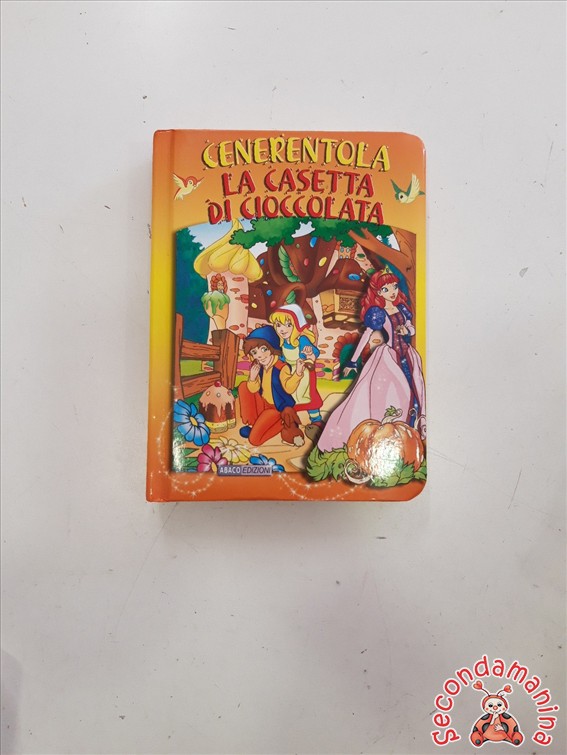 CENERENTOLA
LA CASETTA
DI CIOCCOLATA
ABACO EDIZIONI
Secondamanina